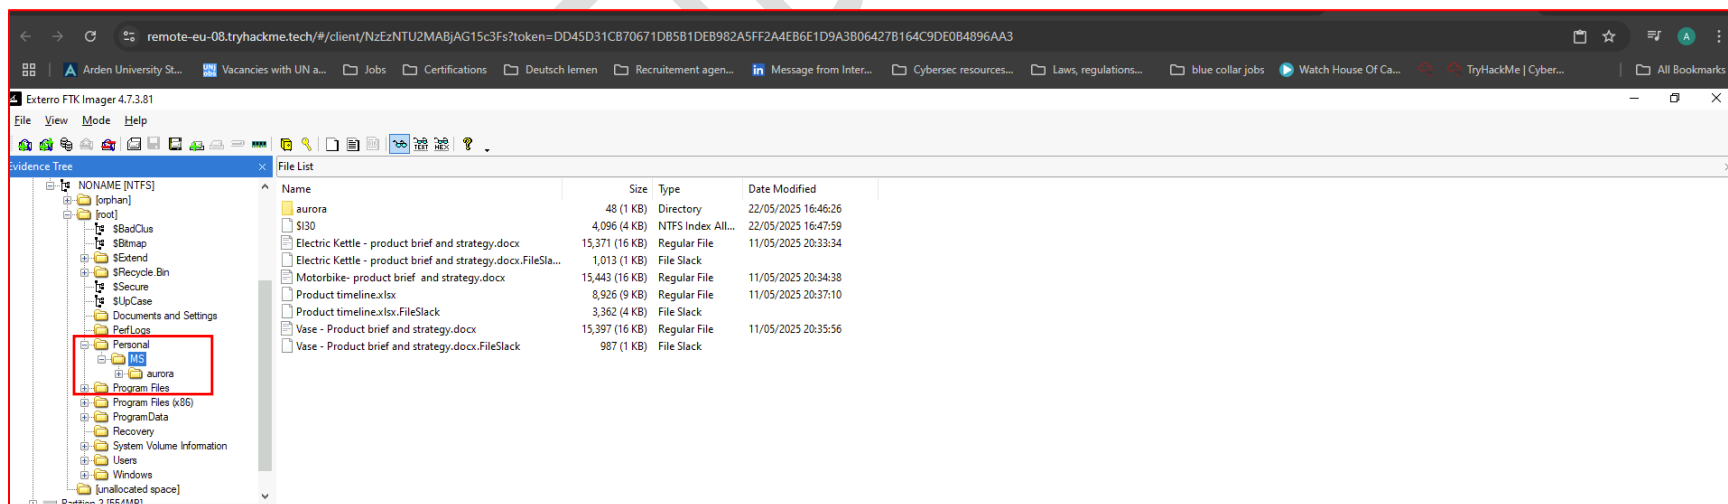 remote-eu-08.tryhackme.tech/#/client/NzEzNTU2MABjAG15c3Fs?token=DD45D31CB70671DB5B1DEB982A5FF2A4EB6E1D9A3B06427B164C9DE0B4896AA3
A
Arden University St... Vacancies with UN a... Jobs Certifications Deutsch lernen Recruitement agen... in Message from Inter... Cybersec resources... Laws, regulations... blue collar jobs Watch House Of Ca... TryHackMe | Cyber... All Bookmarks
Exterro FTK Imager 4.7.3.81
File View Mode Help
TEXT HEX
Evidence Tree
NONAME [NTFS]
[orphan]
[root]
$BadClus
$Bitmap
$Extend
$Recycle.Bin
$Secure
$UpCase
Documents and Settings
PerfLogs
Personal
MS
aurora
Program Files
Program Files (x86)
ProgramData
Recovery
System Volume Information
Users
Windows
[unallocated space]
Partition 2 [554MB]
File List
Name Size Type Date Modified
aurora 48 (1 KB) Directory 22/05/2025 16:46:26
$I30 4,096 (4 KB) NTFS Index All... 22/05/2025 16:47:59
Electric Kettle - product brief and strategy.docx 15,371 (16 KB) Regular File 11/05/2025 20:33:34
Electric Kettle - product brief and strategy.docx.FileSla... 1,013 (1 KB) File Slack
Motorbike- product brief  and strategy.docx 15,443 (16 KB) Regular File 11/05/2025 20:34:38
Product timeline.xlsx 8,926 (9 KB) Regular File 11/05/2025 20:37:10
Product timeline.xlsx.FileSlack 3,362 (4 KB) File Slack
Vase - Product brief and strategy.docx 15,397 (16 KB) Regular File 11/05/2025 20:35:56
Vase - Product brief and strategy.docx.FileSlack 987 (1 KB) File Slack